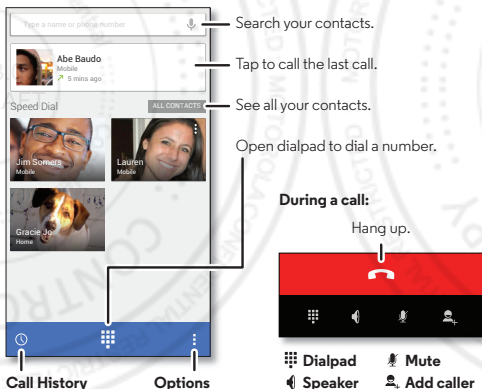 Type a name or phone number
Search your contacts.
Abe Baudo
Mobile
5 mins ago
Tap to call the last call.
Speed Dial
ALL CONTACTS
See all your contacts.
Open dialpad to dial a number.
Jim Somers
Mobile
Lauren
Mobile
Gracie Jo
Home
During a call:
Hang up.
Dialpad
Mute
Speaker
Add caller
Call History
Options